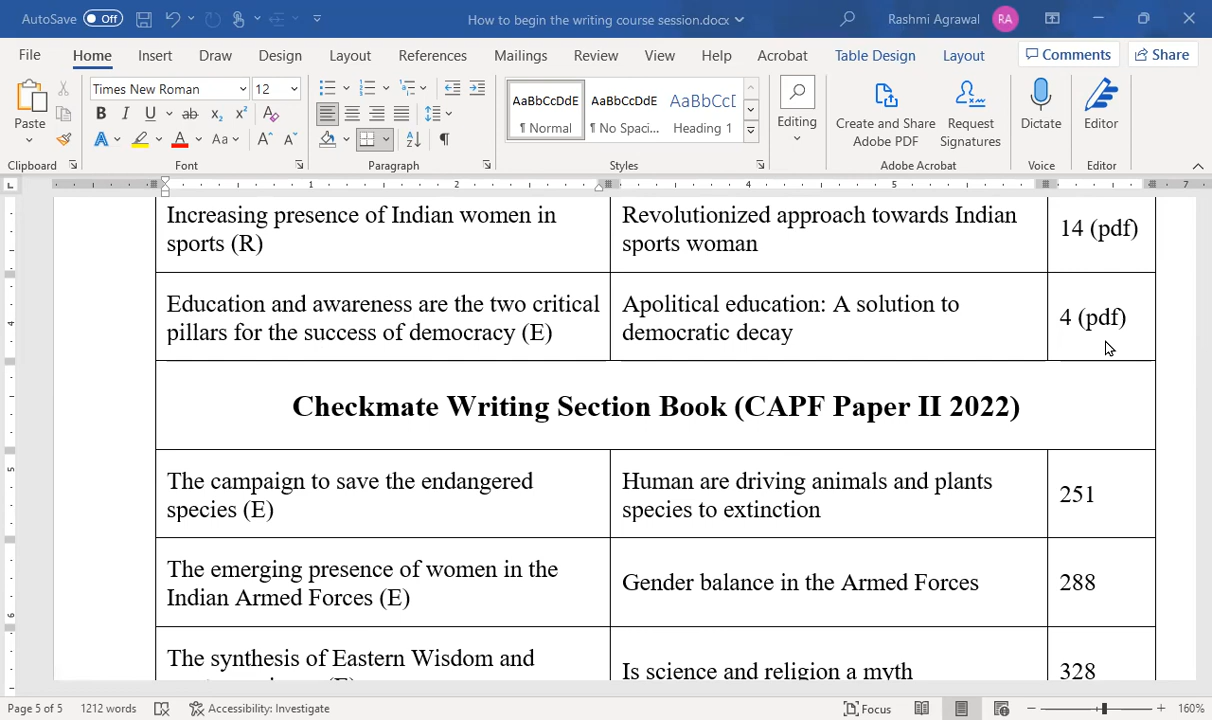 AutoSave Off How to begin the writing course session.docx Rashmi Agrawal RA
File Home Insert Draw Design Layout References Mailings Review View Help Acrobat Table Design Layout Comments Share
Times New Roman 12
Paste
AaBbCcDdE AaBbCcDdE AaBbCcI
¶ Normal ¶ No Spaci... Heading 1
Editing
Create and Share Adobe PDF
Request Signatures
Dictate
Editor
Clipboard Font Paragraph Styles Adobe Acrobat Voice Editor
1 2 4 5 7
Increasing presence of Indian women in
sports (R)
Revolutionized approach towards Indian
sports woman
14 (pdf)
Education and awareness are the two critical
pillars for the success of democracy (E)
Apolitical education: A solution to
democratic decay
4 (pdf)
Checkmate Writing Section Book (CAPF Paper II 2022)
The campaign to save the endangered
species (E)
Human are driving animals and plants
species to extinction
251
The emerging presence of women in the
Indian Armed Forces (E)
Gender balance in the Armed Forces
288
The synthesis of Eastern Wisdom and
Is science and religion a myth
328
Page 5 of 5 1212 words Accessibility: Investigate Focus 160%